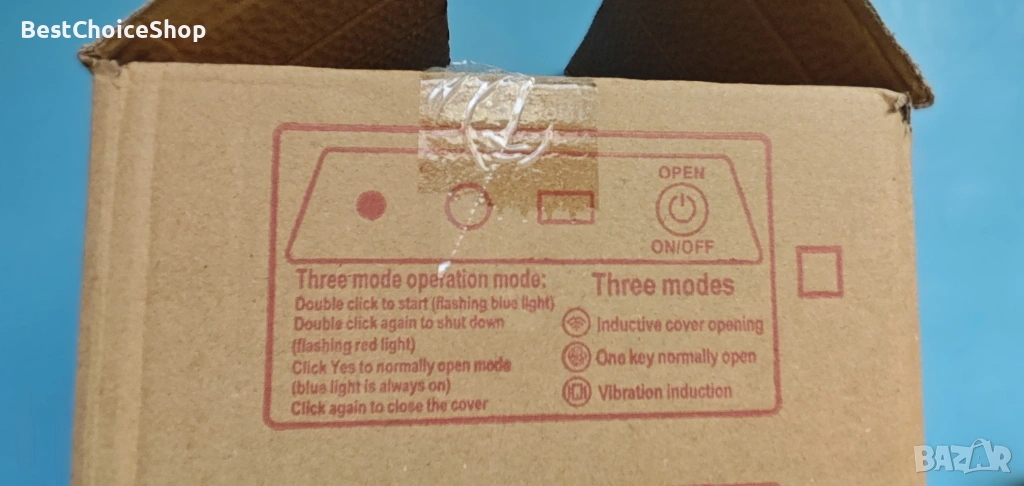 BestChoiceShop
OPEN
ON/OFF
Three mode operation mode:
Double click to start (flashing blue light)
Double click again to shut down
(flashing red light)
Click Yes to normally open mode
(blue light is always on)
Click again to close the cover
Three modes
Inductive cover opening
One key normally open
Vibration induction
BAZAR